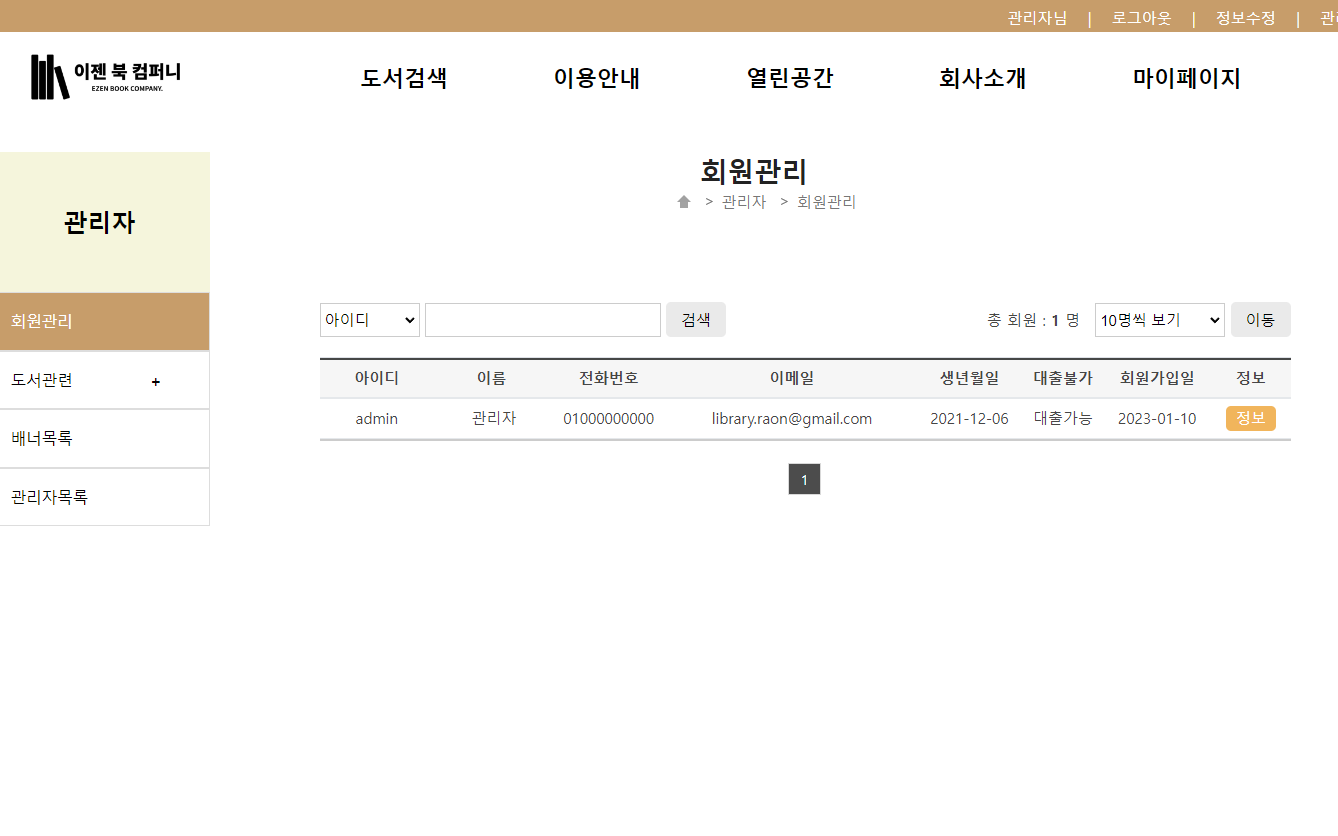 관리자님 | 로그아웃 | 정보수정 |
이젠 북 컴퍼니
EZEN BOOK COMPANY.
도서검색 이용안내 열린공간 회사소개 마이페이지
관리자
회원관리
도서관련 +
배너목록
관리자목록
회원관리
> 관리자 > 회원관리
아이디 검색 총 회원 : 1 명 10명씩 보기 이동
아이디 이름 전화번호 이메일 생년월일 대출불가 회원가입일 정보
admin 관리자 01000000000 library.raon@gmail.com 2021-12-06 대출가능 2023-01-10 정보
1